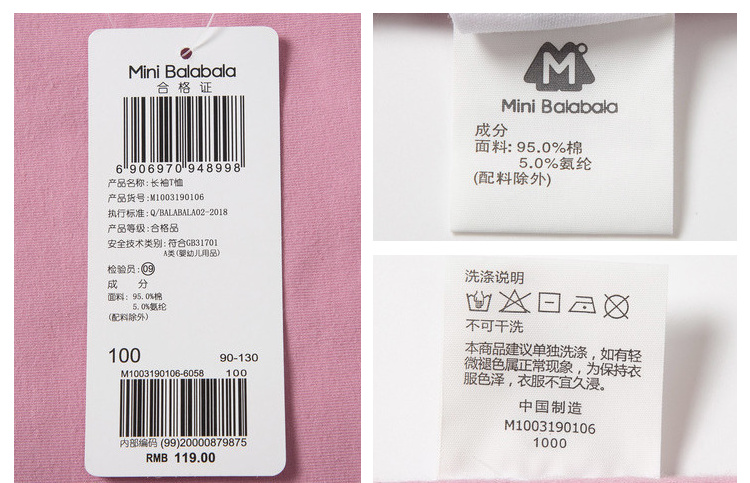 Mini Balabala
合格证
6 906970 948998
产品名称: 长袖T恤
产品货号: M1003190106
执行标准: Q/BALABALA02-2018
产品等级: 合格品
安全技术类别: 符合GB31701
A类(婴幼儿用品)
检验员: 09
成 分
面料: 95.0%棉
5.0%氨纶
(配料除外)
100 90-130
M1003190106-6058 100
内部编码 (99)20000879875
RMB 119.00
M
Mini Balabala
成分
面料: 95.0%棉
5.0%氨纶
(配料除外)
洗涤说明
不可干洗
本商品建议单独洗涤，如有轻
微褪色属正常现象，为保持衣
服色泽，衣服不宜久浸。
中国制造
M1003190106
1000